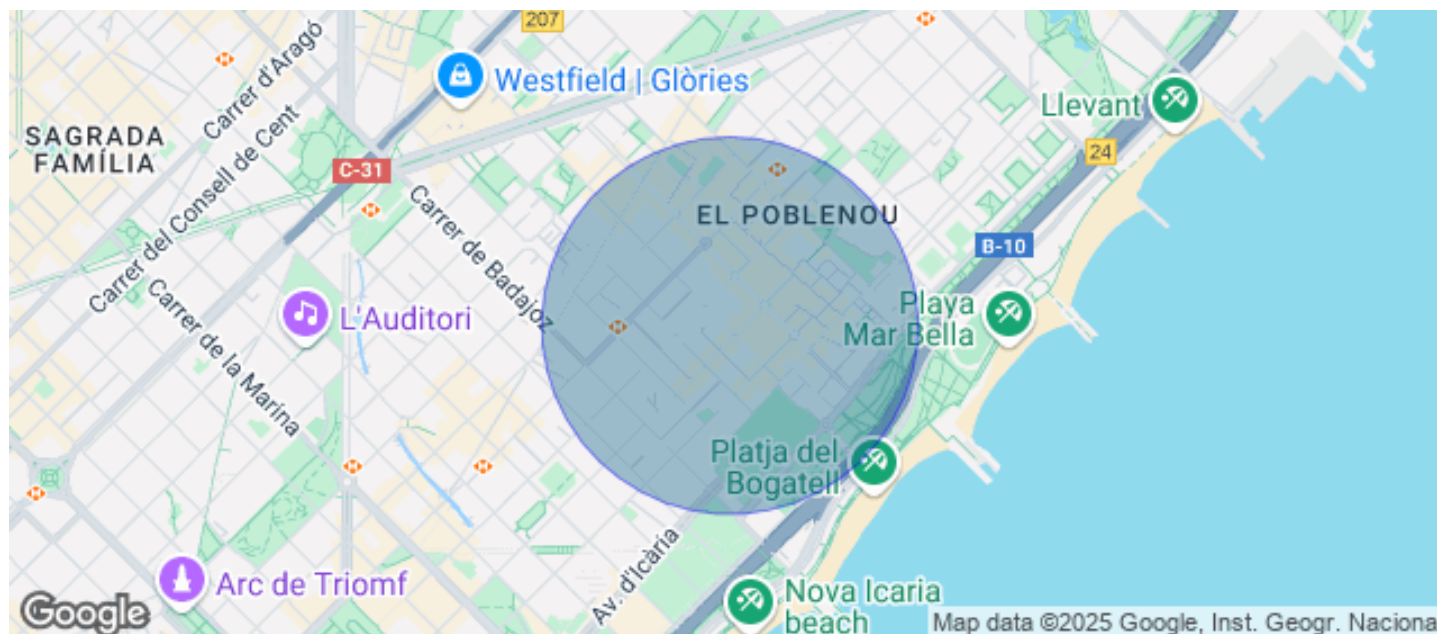 207
Carrer d'Aragó
Westfield | Glòries
Llevant
SAGRADA
FAMÍLIA
24
C-31
Carrer del Consell de Cent
Carrer de Badajoz
EL POBLENOU
B-10
L'Auditori
Playa
Mar Bella
Carrer de la Marina
Platja del
Bogatell
Av. d'Icària
Arc de Triomf
Nova Icaria
beach
Google
Map data ©2025 Google, Inst. Geogr. Naciona